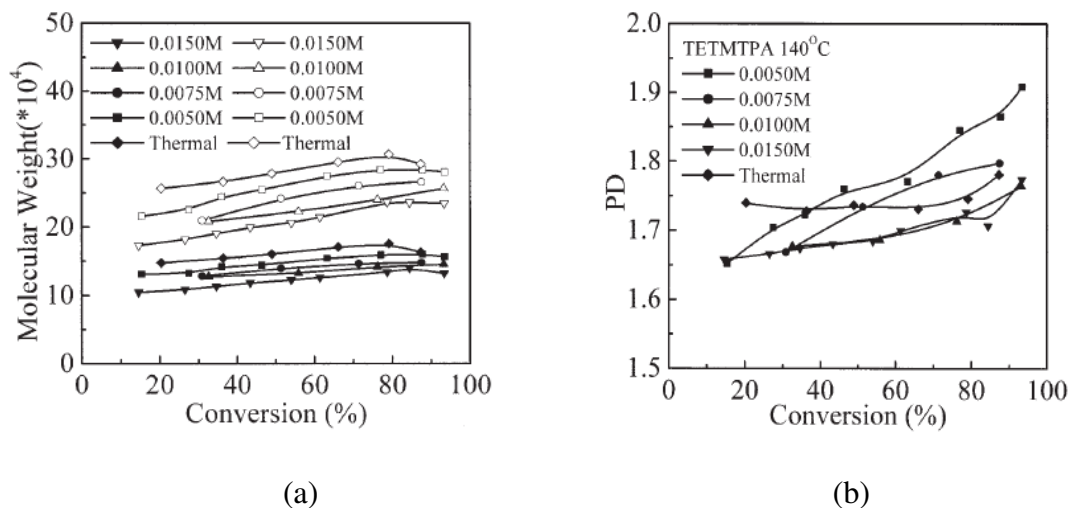 50
40
30
20
10
0
Molecular Weight(*10⁴)
0.0150M 0.0150M
0.0100M 0.0100M
0.0075M 0.0075M
0.0050M 0.0050M
Thermal Thermal
0 20 40 60 80 100
Conversion (%)
(a)
2.0
1.9
1.8
1.7
1.6
1.5
PD
TETMTPA 140°C
0.0050M
0.0075M
0.0100M
0.0150M
Thermal
0 20 40 60 80 100
Conversion (%)
(b)